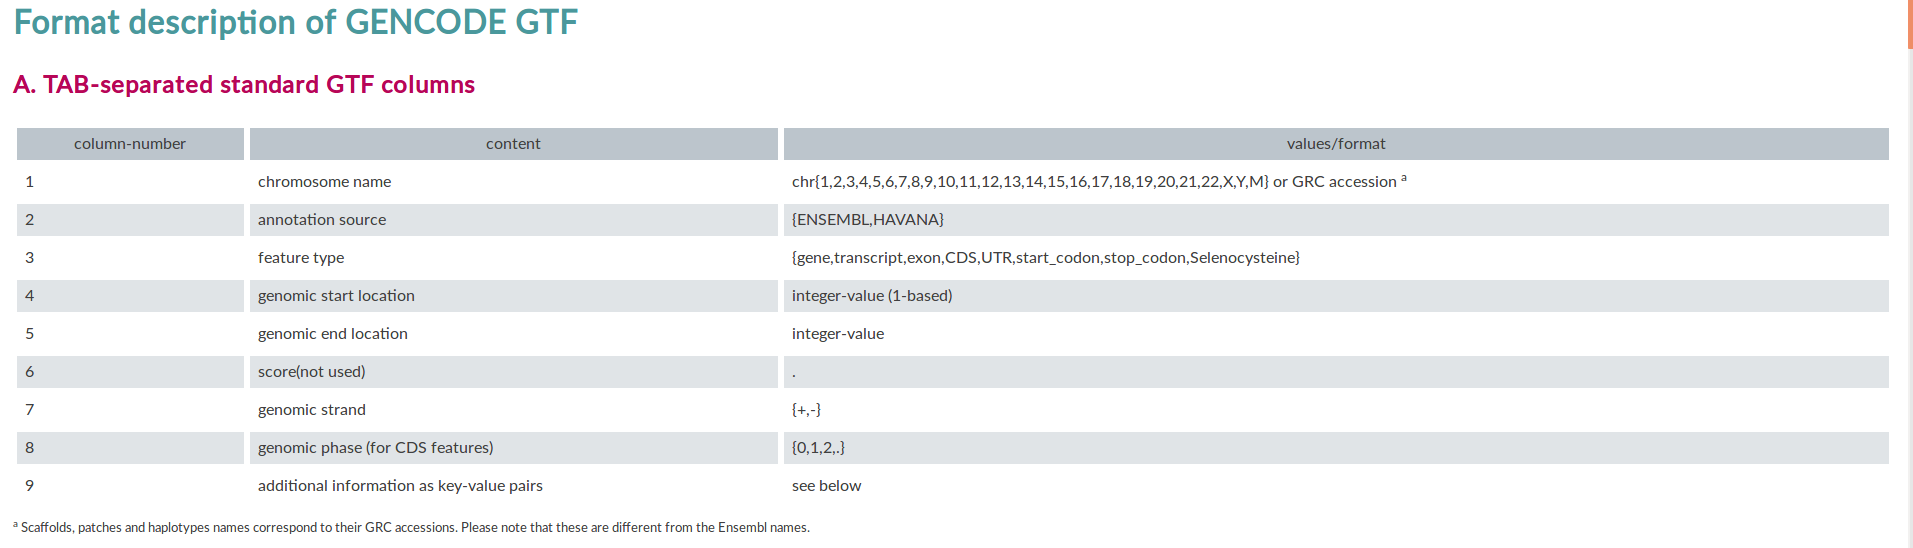 Format description of GENCODE GTF
A. TAB-separated standard GTF columns
column-number content values/format
1 chromosome name chr{1,2,3,4,5,6,7,8,9,10,11,12,13,14,15,16,17,18,19,20,21,22,X,Y,M} or GRC accession a
2 annotation source {ENSEMBL,HAVANA}
3 feature type {gene,transcript,exon,CDS,UTR,start_codon,stop_codon,Selenocysteine}
4 genomic start location integer-value (1-based)
5 genomic end location integer-value
6 score(not used) .
7 genomic strand {+,-}
8 genomic phase (for CDS features) {0,1,2,.}
9 additional information as key-value pairs see below
a Scaffolds, patches and haplotypes names correspond to their GRC accessions. Please note that these are different from the Ensembl names.